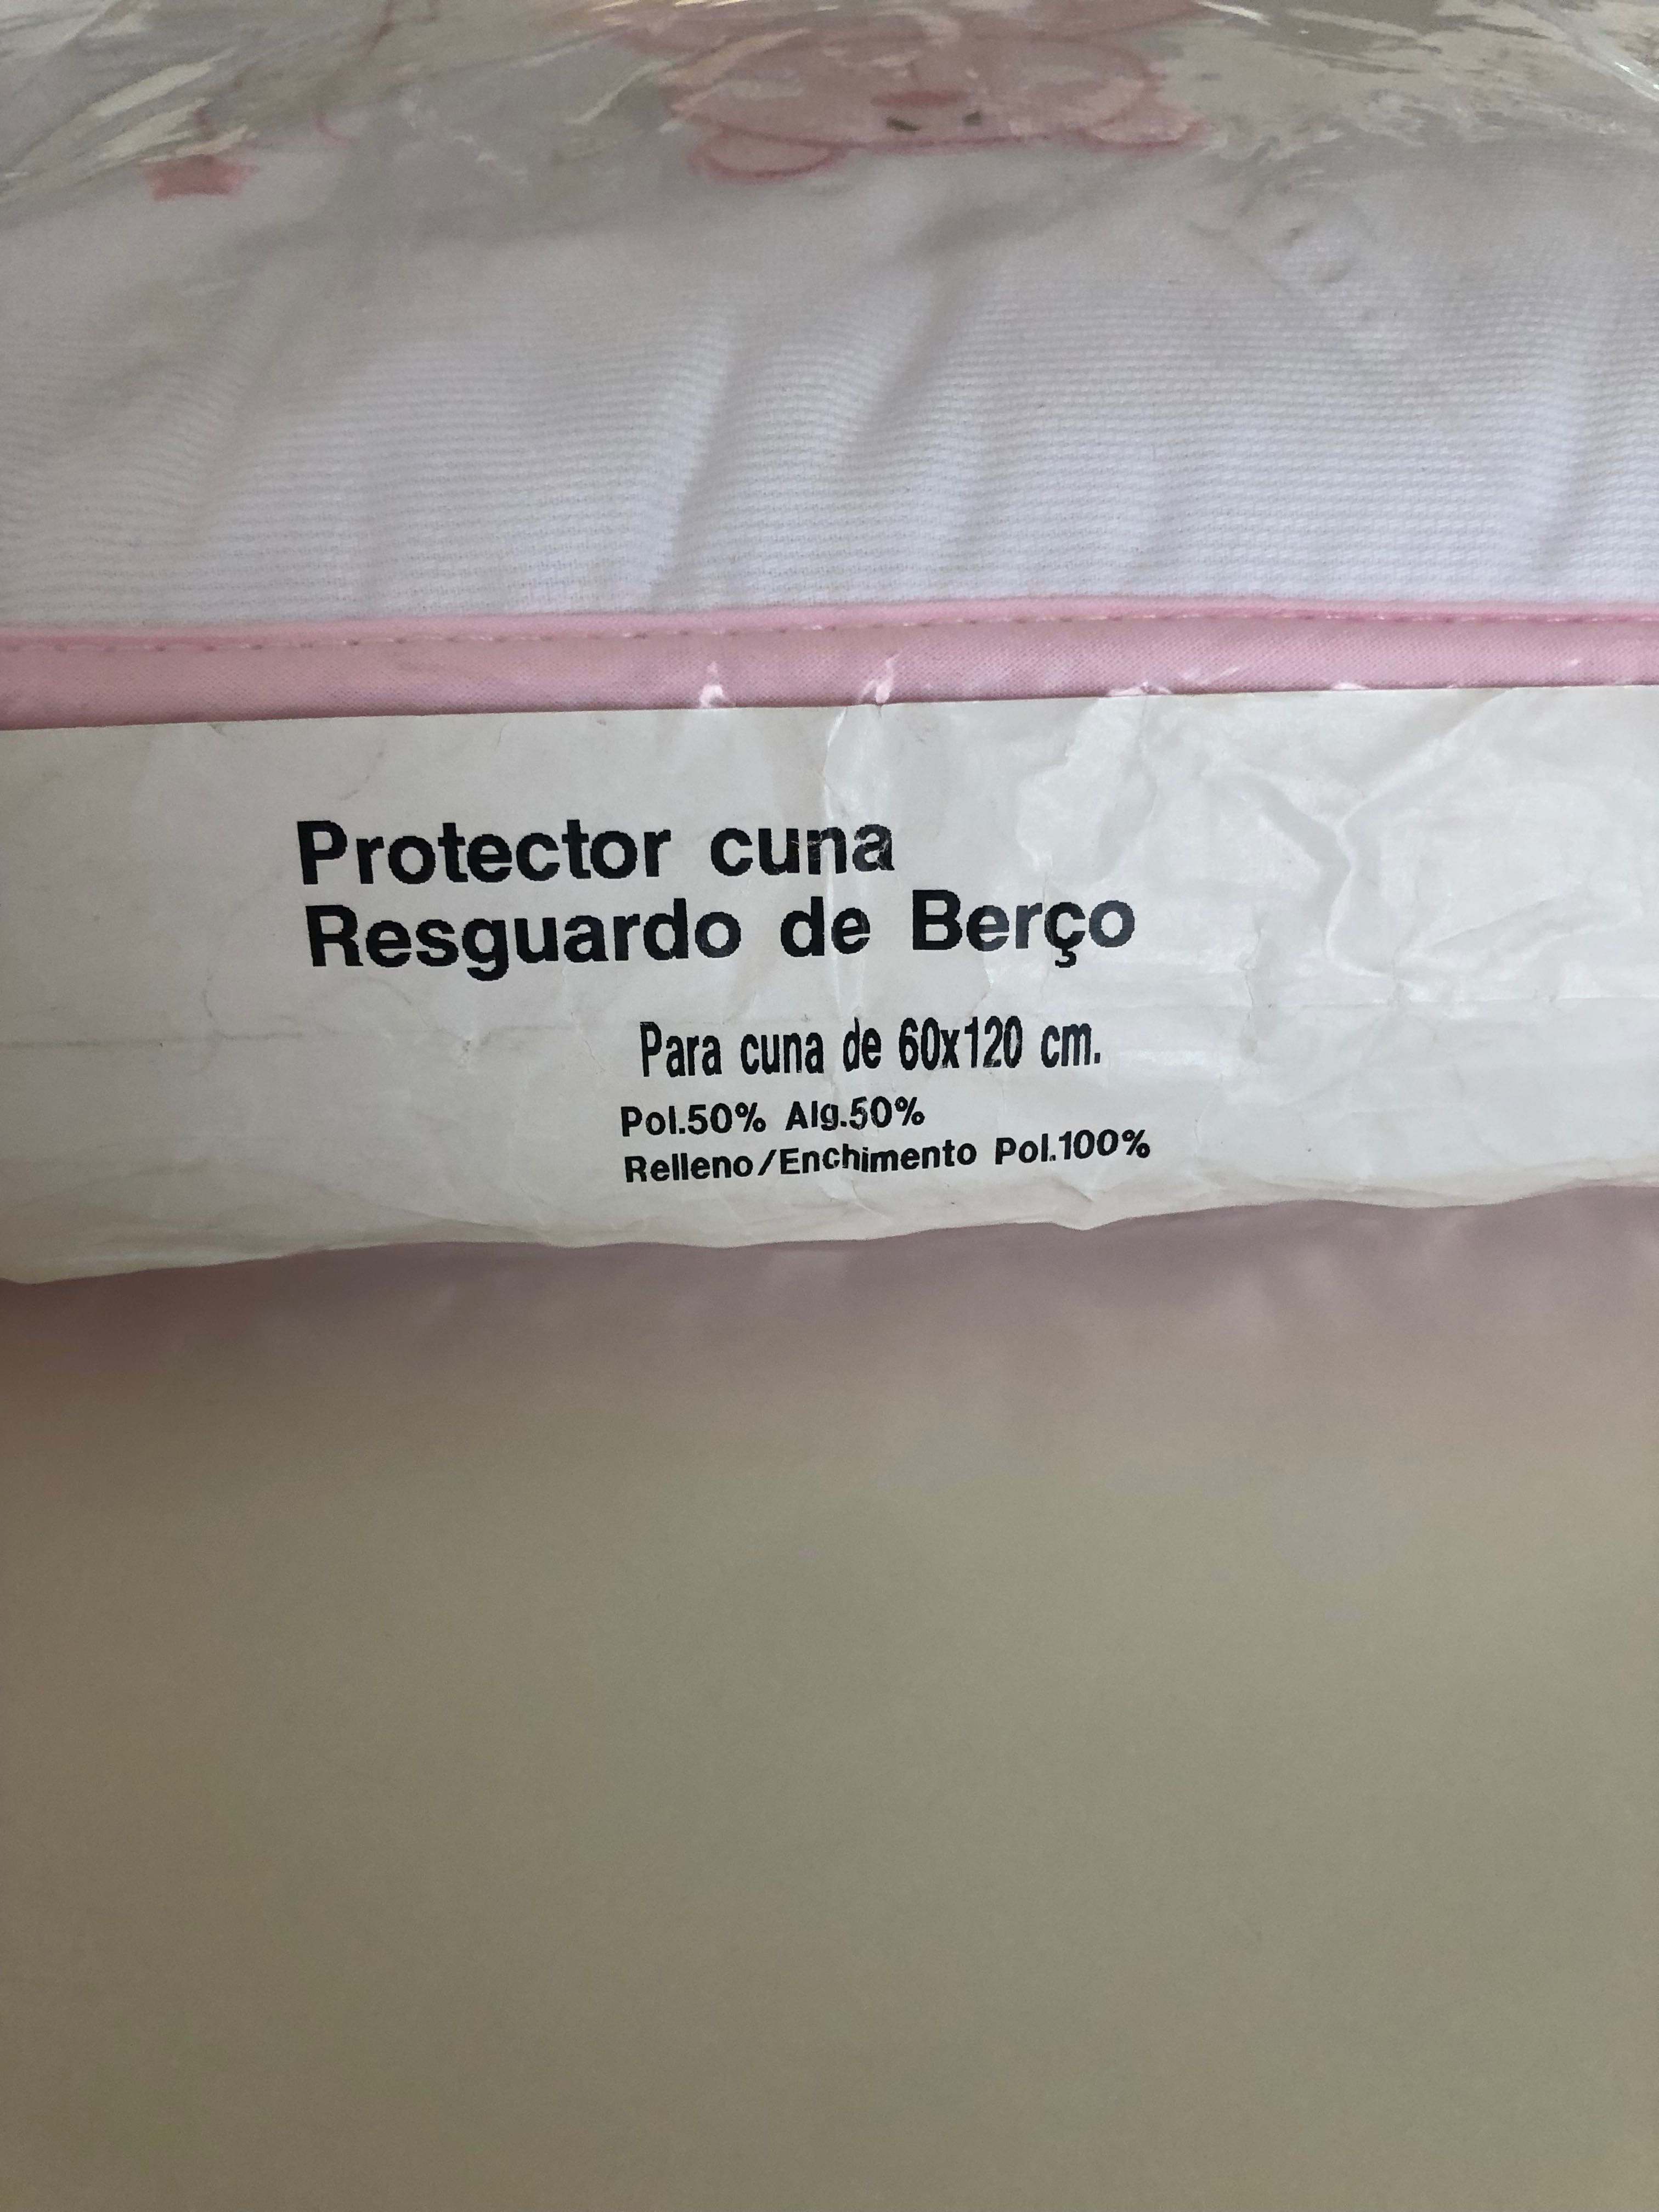 Protector cuna
Resguardo de Berço
Para cuna de 60x120 cm.
Pol.50% Alg.50%
Relleno/Enchimento Pol.100%